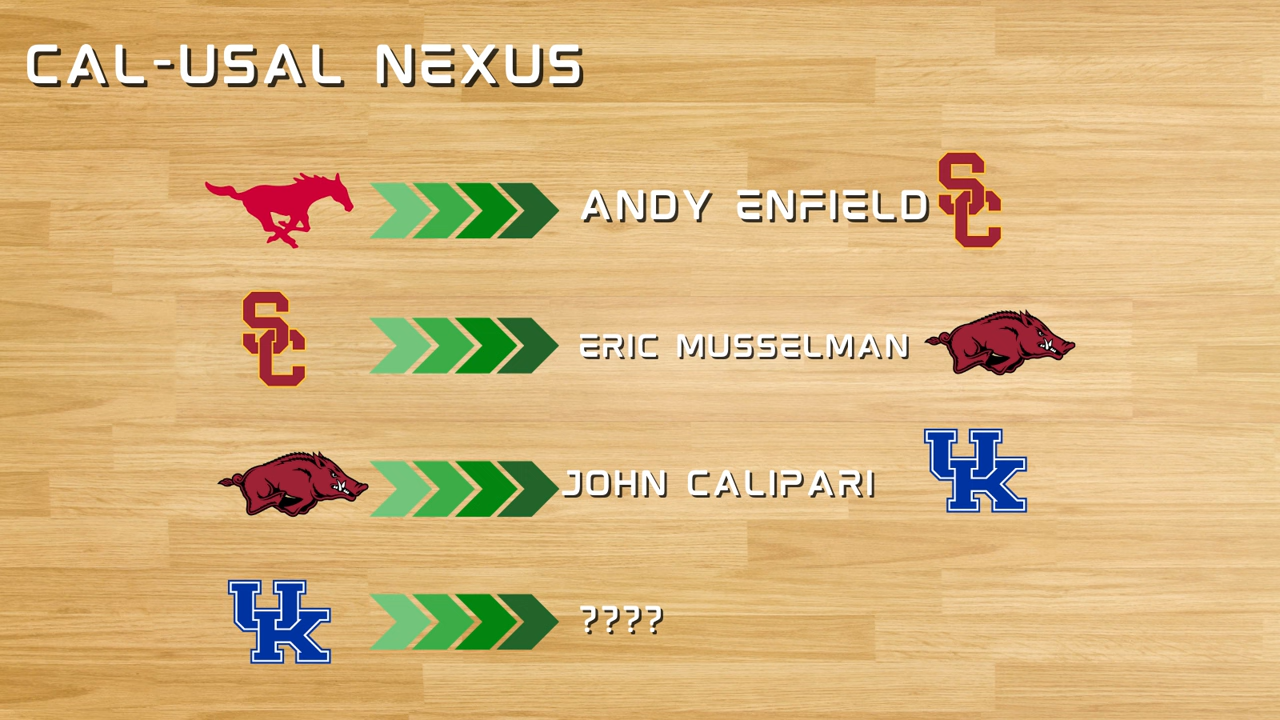 CAL-USAL NEXUS
ANDY ENFIELD SC
SC ERIC MUSSELMAN
JOHN CALIPARI UK
UK ????